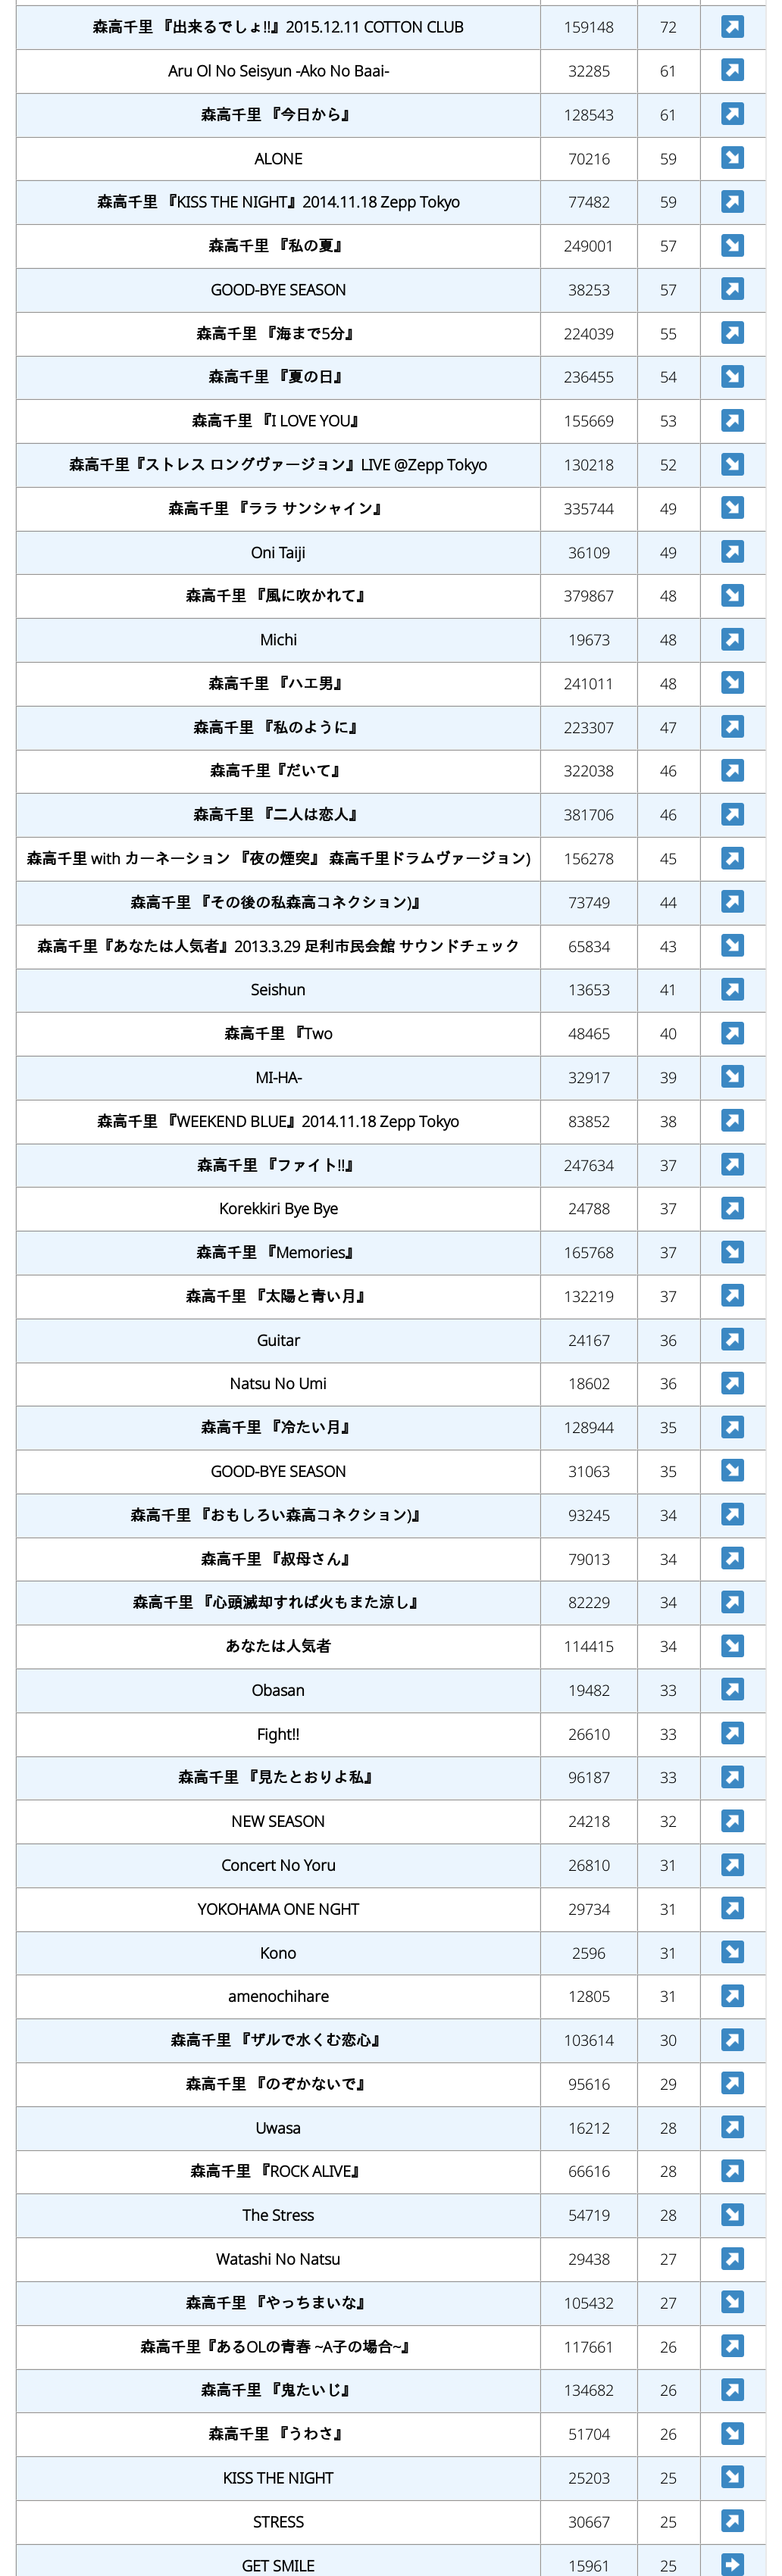 森高千里 『出来るでしょ!!』2015.12.11 COTTON CLUB 159148 72
Aru Ol No Seisyun -Ako No Baai- 32285 61
森高千里 『今日から』 128543 61
ALONE 70216 59
森高千里 『KISS THE NIGHT』2014.11.18 Zepp Tokyo 77482 59
森高千里 『私の夏』 249001 57
GOOD-BYE SEASON 38253 57
森高千里 『海まで5分』 224039 55
森高千里 『夏の日』 236455 54
森高千里 『I LOVE YOU』 155669 53
森高千里『ストレス ロングヴァージョン』LIVE @Zepp Tokyo 130218 52
森高千里 『ララ サンシャイン』 335744 49
Oni Taiji 36109 49
森高千里 『風に吹かれて』 379867 48
Michi 19673 48
森高千里 『ハエ男』 241011 48
森高千里 『私のように』 223307 47
森高千里『だいて』 322038 46
森高千里 『二人は恋人』 381706 46
森高千里 with カーネーション 『夜の煙突』 森高千里ドラムヴァージョン) 156278 45
森高千里 『その後の私森高コネクション)』 73749 44
森高千里『あなたは人気者』2013.3.29 足利市民会館 サウンドチェック 65834 43
Seishun 13653 41
森高千里 『Two 48465 40
MI-HA- 32917 39
森高千里 『WEEKEND BLUE』2014.11.18 Zepp Tokyo 83852 38
森高千里 『ファイト!!』 247634 37
Korekkiri Bye Bye 24788 37
森高千里 『Memories』 165768 37
森高千里 『太陽と青い月』 132219 37
Guitar 24167 36
Natsu No Umi 18602 36
森高千里 『冷たい月』 128944 35
GOOD-BYE SEASON 31063 35
森高千里 『おもしろい森高コネクション)』 93245 34
森高千里 『叔母さん』 79013 34
森高千里 『心頭滅却すれば火もまた涼し』 82229 34
あなたは人気者 114415 34
Obasan 19482 33
Fight!! 26610 33
森高千里 『見たとおりよ私』 96187 33
NEW SEASON 24218 32
Concert No Yoru 26810 31
YOKOHAMA ONE NGHT 29734 31
Kono 2596 31
amenochihare 12805 31
森高千里 『ザルで水くむ恋心』 103614 30
森高千里 『のぞかないで』 95616 29
Uwasa 16212 28
森高千里 『ROCK ALIVE』 66616 28
The Stress 54719 28
Watashi No Natsu 29438 27
森高千里 『やっちまいな』 105432 27
森高千里『あるOLの青春 ~A子の場合~』 117661 26
森高千里 『鬼たいじ』 134682 26
森高千里 『うわさ』 51704 26
KISS THE NIGHT 25203 25
STRESS 30667 25
GET SMILE 15961 25